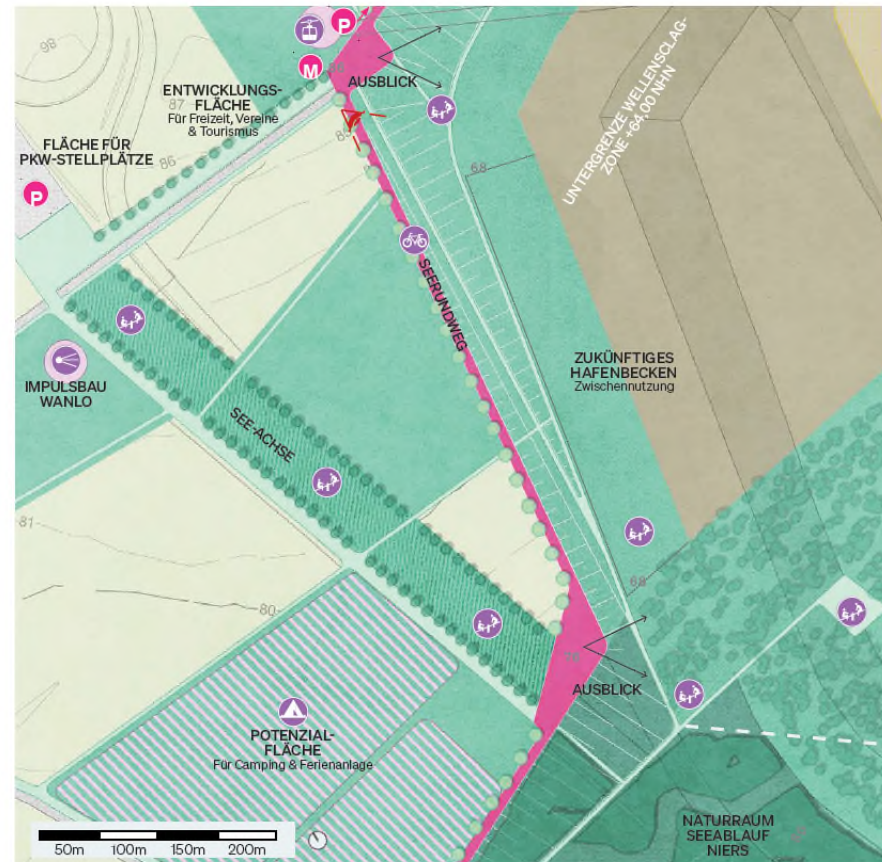 98
P
M
AUSBLICK
ENTWICKLUNGS-
FLÄCHE
Für Freizeit, Vereine
& Tourismus
87
86
FLÄCHE FÜR
PKW-STELLPLÄTZE
P
68
UNTERGRENZE WELLENSCLAG-
ZONE +64,00 NHN
SEERUNDWEG
ZUKÜNFTIGES
HAFENBECKEN
Zwischennutzung
IMPULSBAU
WANLO
SEE-ACHSE
81
80
68
AUSBLICK
POTENZIAL-
FLÄCHE
Für Camping & Ferienanlage
NATURRAUM
SEEABLAUF
NIERS
50m 100m 150m 200m